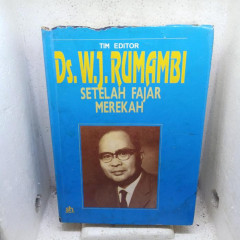 TIM EDITOR
Ds. W.J. RUMAMBI
SETELAH FAJAR
MEREKAH